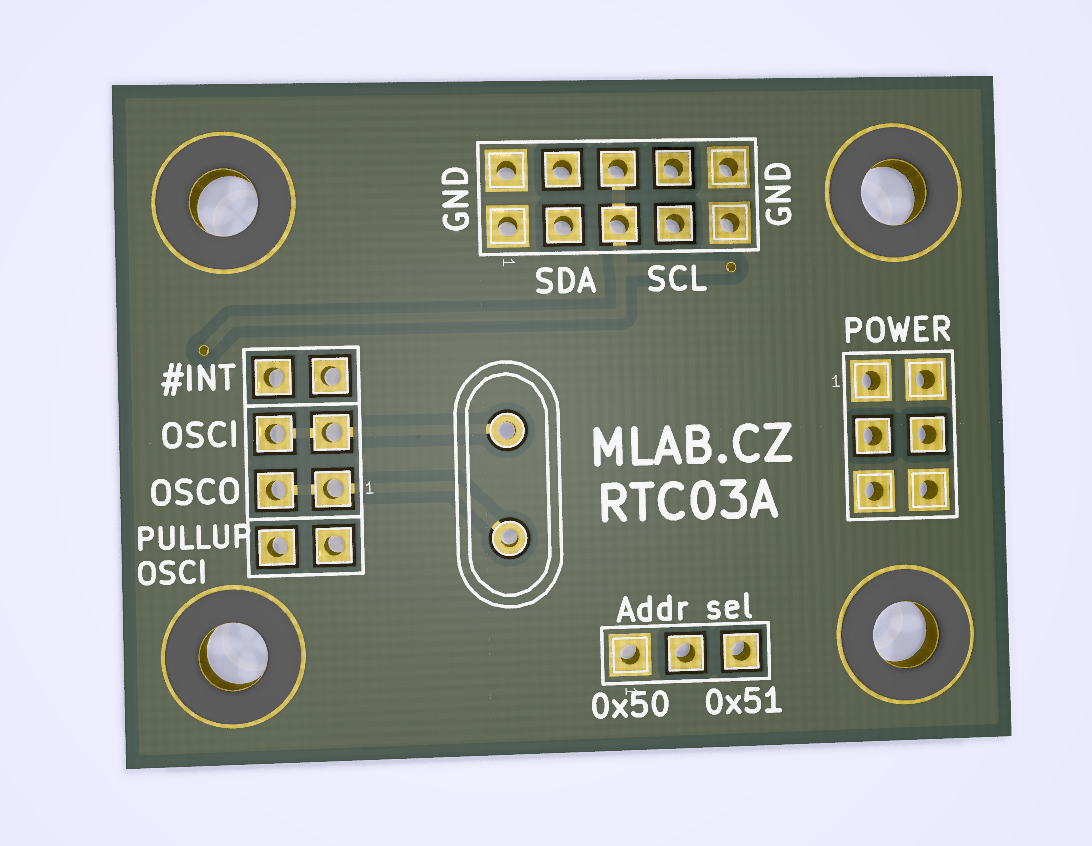 GND
GND
1
SDA SCL
POWER
#INT
1
OSCI
MLAB.CZ
OSCO
1
RTC03A
PULLUP
OSCI
Addr sel
1
0x50 0x51